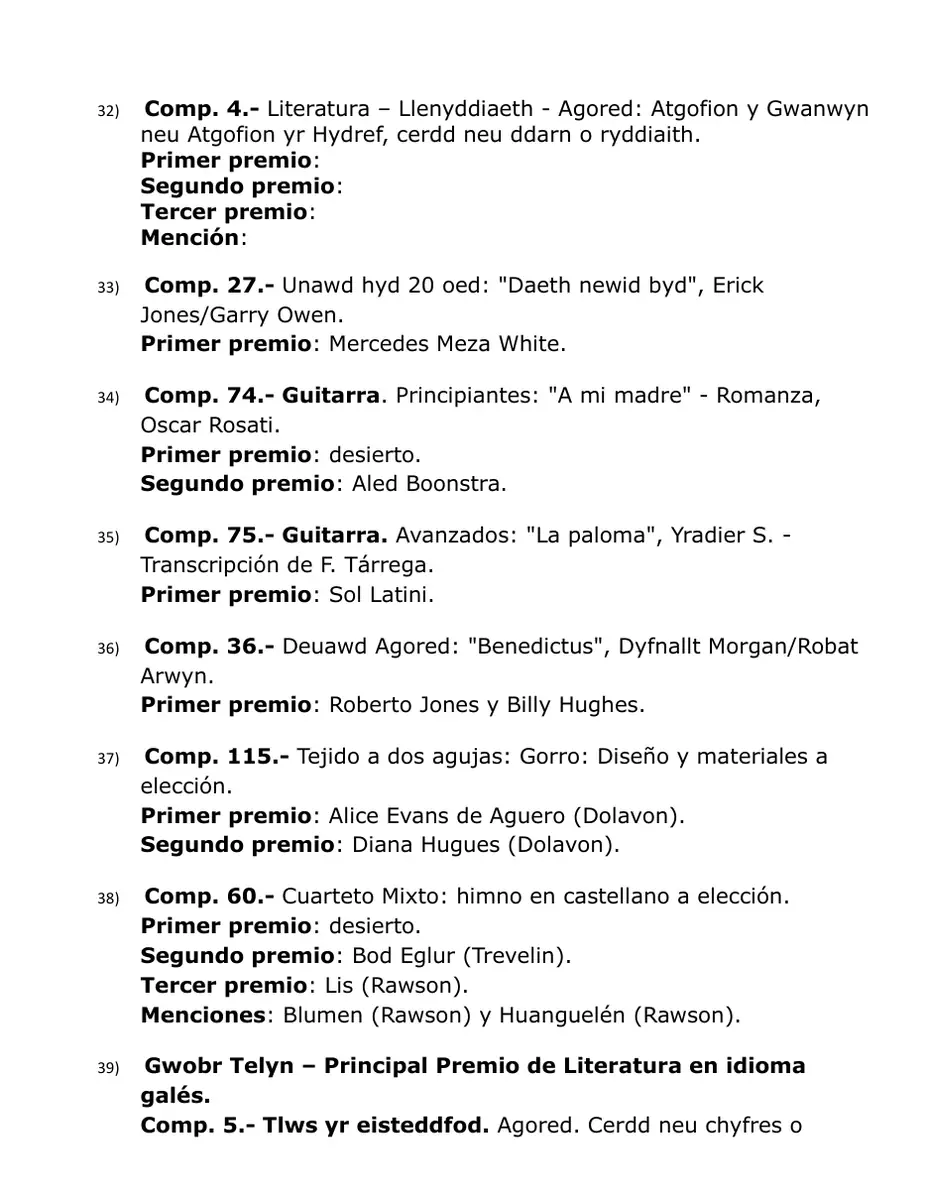 32) Comp. 4.- Literatura – Llenyddiaeth - Agored: Atgofion y Gwanwyn
neu Atgofion yr Hydref, cerdd neu ddarn o ryddiaith.
Primer premio:
Segundo premio:
Tercer premio:
Mención:
33) Comp. 27.- Unawd hyd 20 oed: "Daeth newid byd", Erick
Jones/Garry Owen.
Primer premio: Mercedes Meza White.
34) Comp. 74.- Guitarra. Principiantes: "A mi madre" - Romanza,
Oscar Rosati.
Primer premio: desierto.
Segundo premio: Aled Boonstra.
35) Comp. 75.- Guitarra. Avanzados: "La paloma", Yradier S. -
Transcripción de F. Tárrega.
Primer premio: Sol Latini.
36) Comp. 36.- Deuawd Agored: "Benedictus", Dyfnallt Morgan/Robat
Arwyn.
Primer premio: Roberto Jones y Billy Hughes.
37) Comp. 115.- Tejido a dos agujas: Gorro: Diseño y materiales a
elección.
Primer premio: Alice Evans de Aguero (Dolavon).
Segundo premio: Diana Hugues (Dolavon).
38) Comp. 60.- Cuarteto Mixto: himno en castellano a elección.
Primer premio: desierto.
Segundo premio: Bod Eglur (Trevelin).
Tercer premio: Lis (Rawson).
Menciones: Blumen (Rawson) y Huanguelén (Rawson).
39) Gwobr Telyn – Principal Premio de Literatura en idioma
galés.
Comp. 5.- Tlws yr eisteddfod. Agored. Cerdd neu chyfres o